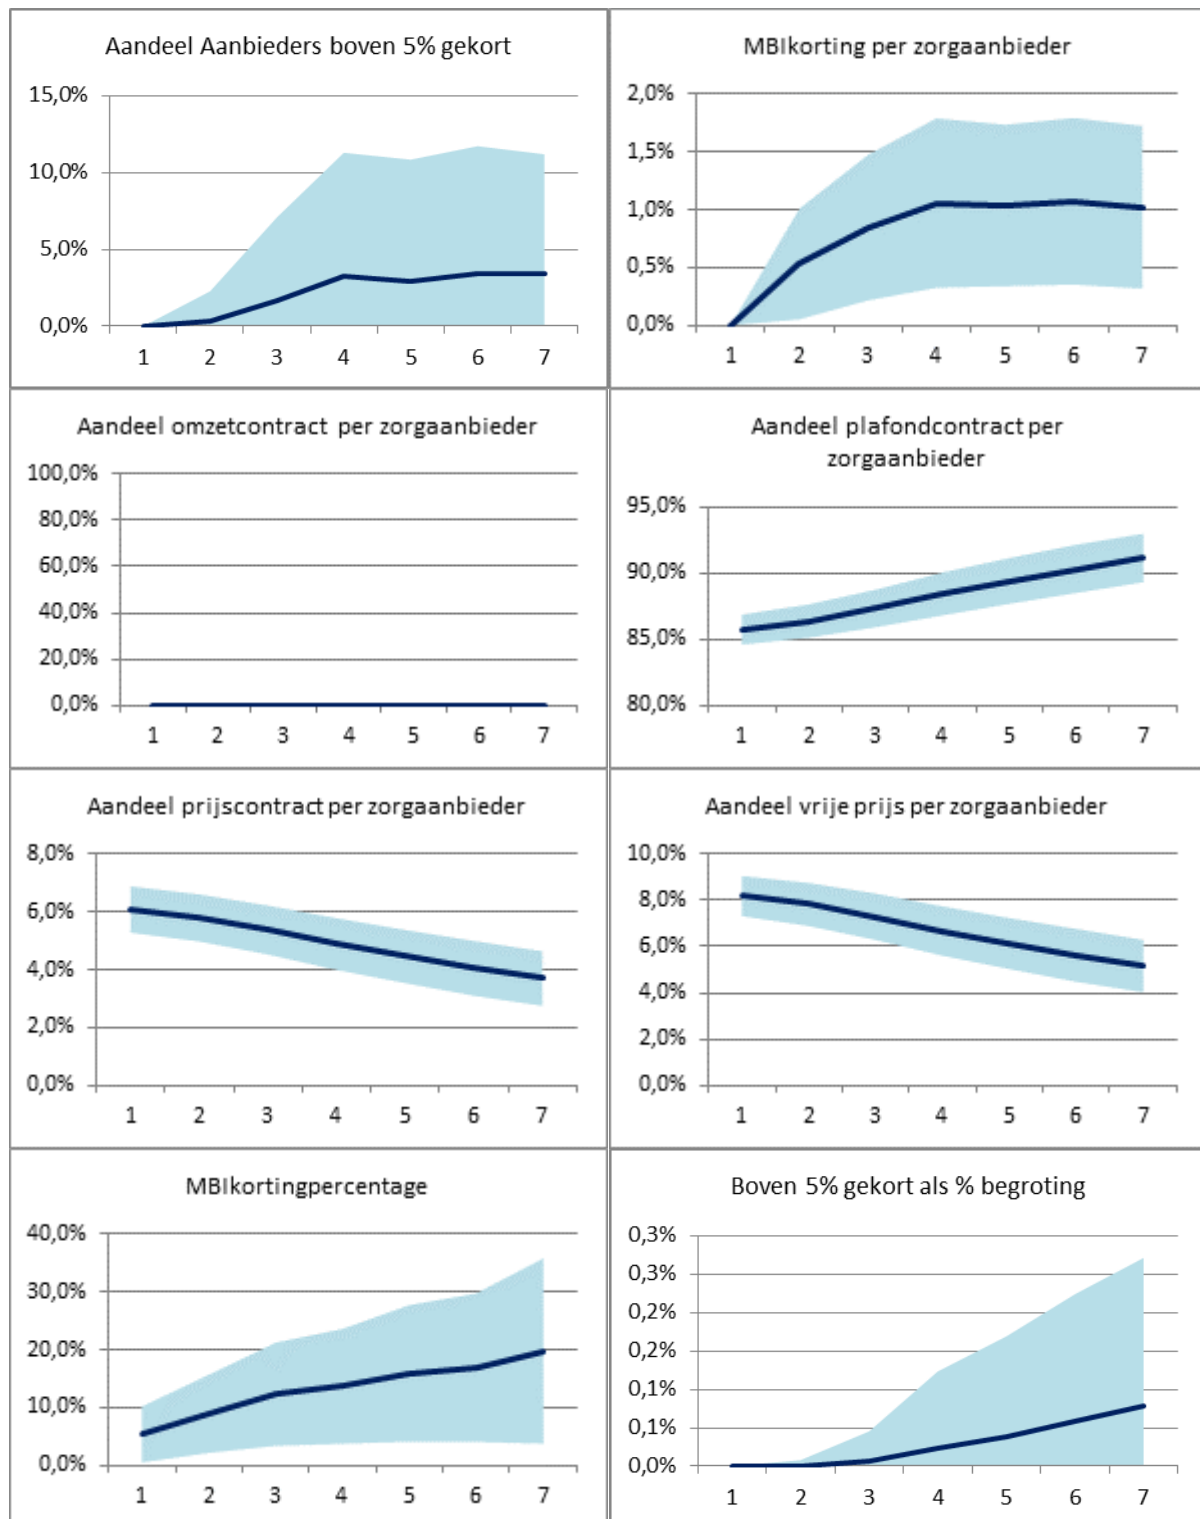 Aandeel Aanbieders boven 5% gekort
15,0%
10,0%
5,0%
0,0%
1 2 3 4 5 6 7
MBIkorting per zorgaanbieder
2,0%
1,5%
1,0%
0,5%
0,0%
1 2 3 4 5 6 7
Aandeel omzetcontract per zorgaanbieder
100,0%
80,0%
60,0%
40,0%
20,0%
0,0%
1 2 3 4 5 6 7
Aandeel plafondcontract per
zorgaanbieder
95,0%
90,0%
85,0%
80,0%
1 2 3 4 5 6 7
Aandeel prijscontract per zorgaanbieder
8,0%
6,0%
4,0%
2,0%
0,0%
1 2 3 4 5 6 7
Aandeel vrije prijs per zorgaanbieder
10,0%
8,0%
6,0%
4,0%
2,0%
0,0%
1 2 3 4 5 6 7
MBIkortingpercentage
40,0%
30,0%
20,0%
10,0%
0,0%
1 2 3 4 5 6 7
Boven 5% gekort als % begroting
0,3%
0,3%
0,2%
0,2%
0,1%
0,1%
0,0%
1 2 3 4 5 6 7